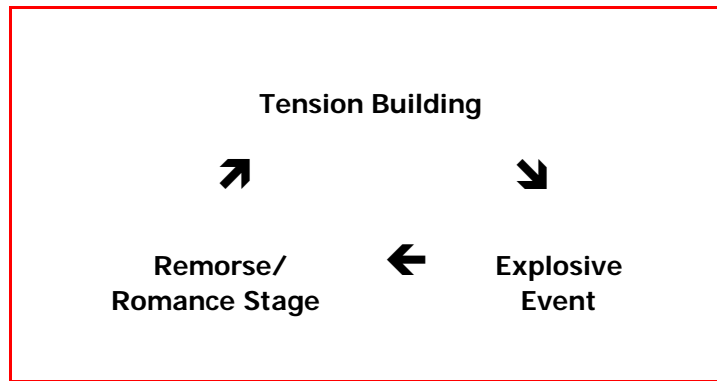 Tension Building
Remorse/
Romance Stage
Explosive
Event